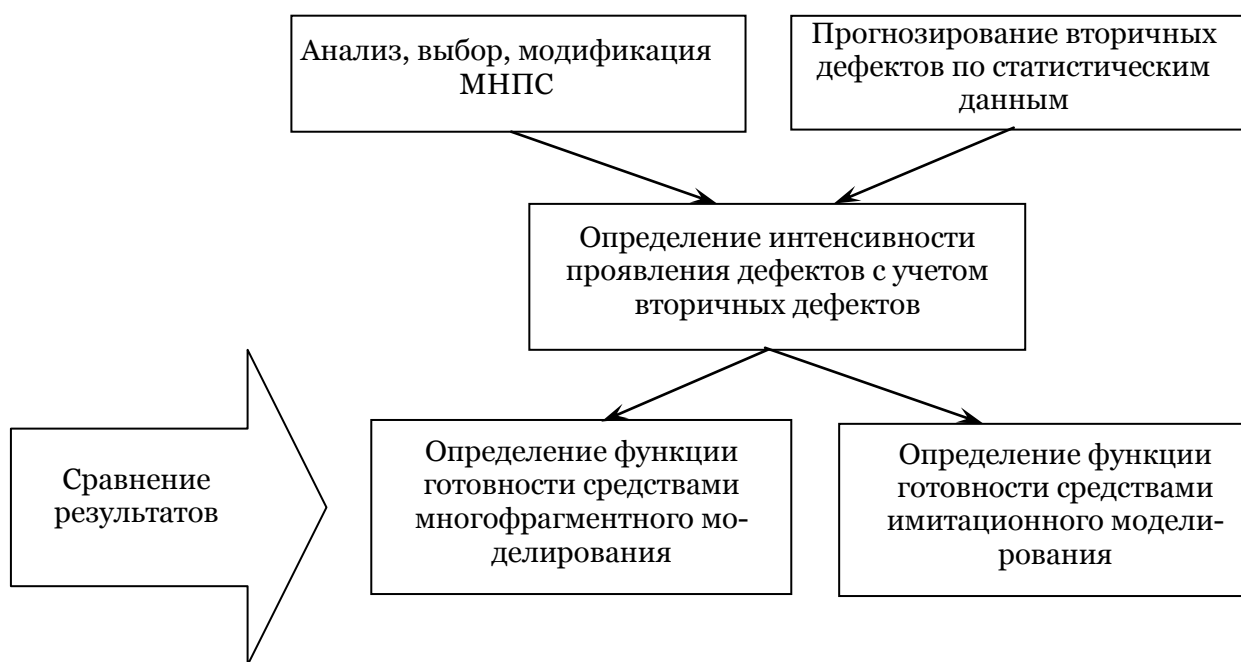 Анализ, выбор, модификация
МНПС
Прогнозирование вторичных
дефектов по статистическим
данным
Определение интенсивности
проявления дефектов с учетом
вторичных дефектов
Сравнение
результатов
Определение функции
готовности средствами
многофрагментного мо-
делирования
Определение функции
готовности средствами
имитационного модели-
рования